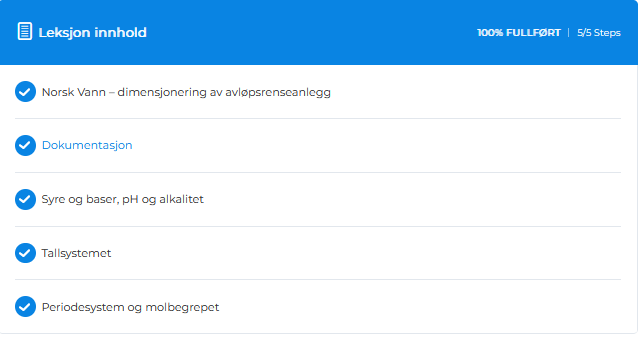 Leksjon innhold
100% FULLFØRT | 5/5 Steps
Norsk Vann – dimensjonering av avløpsrenseanlegg
Dokumentasjon
Syre og baser, pH og alkalitet
Tallsystemet
Periodesystem og molbegrepet